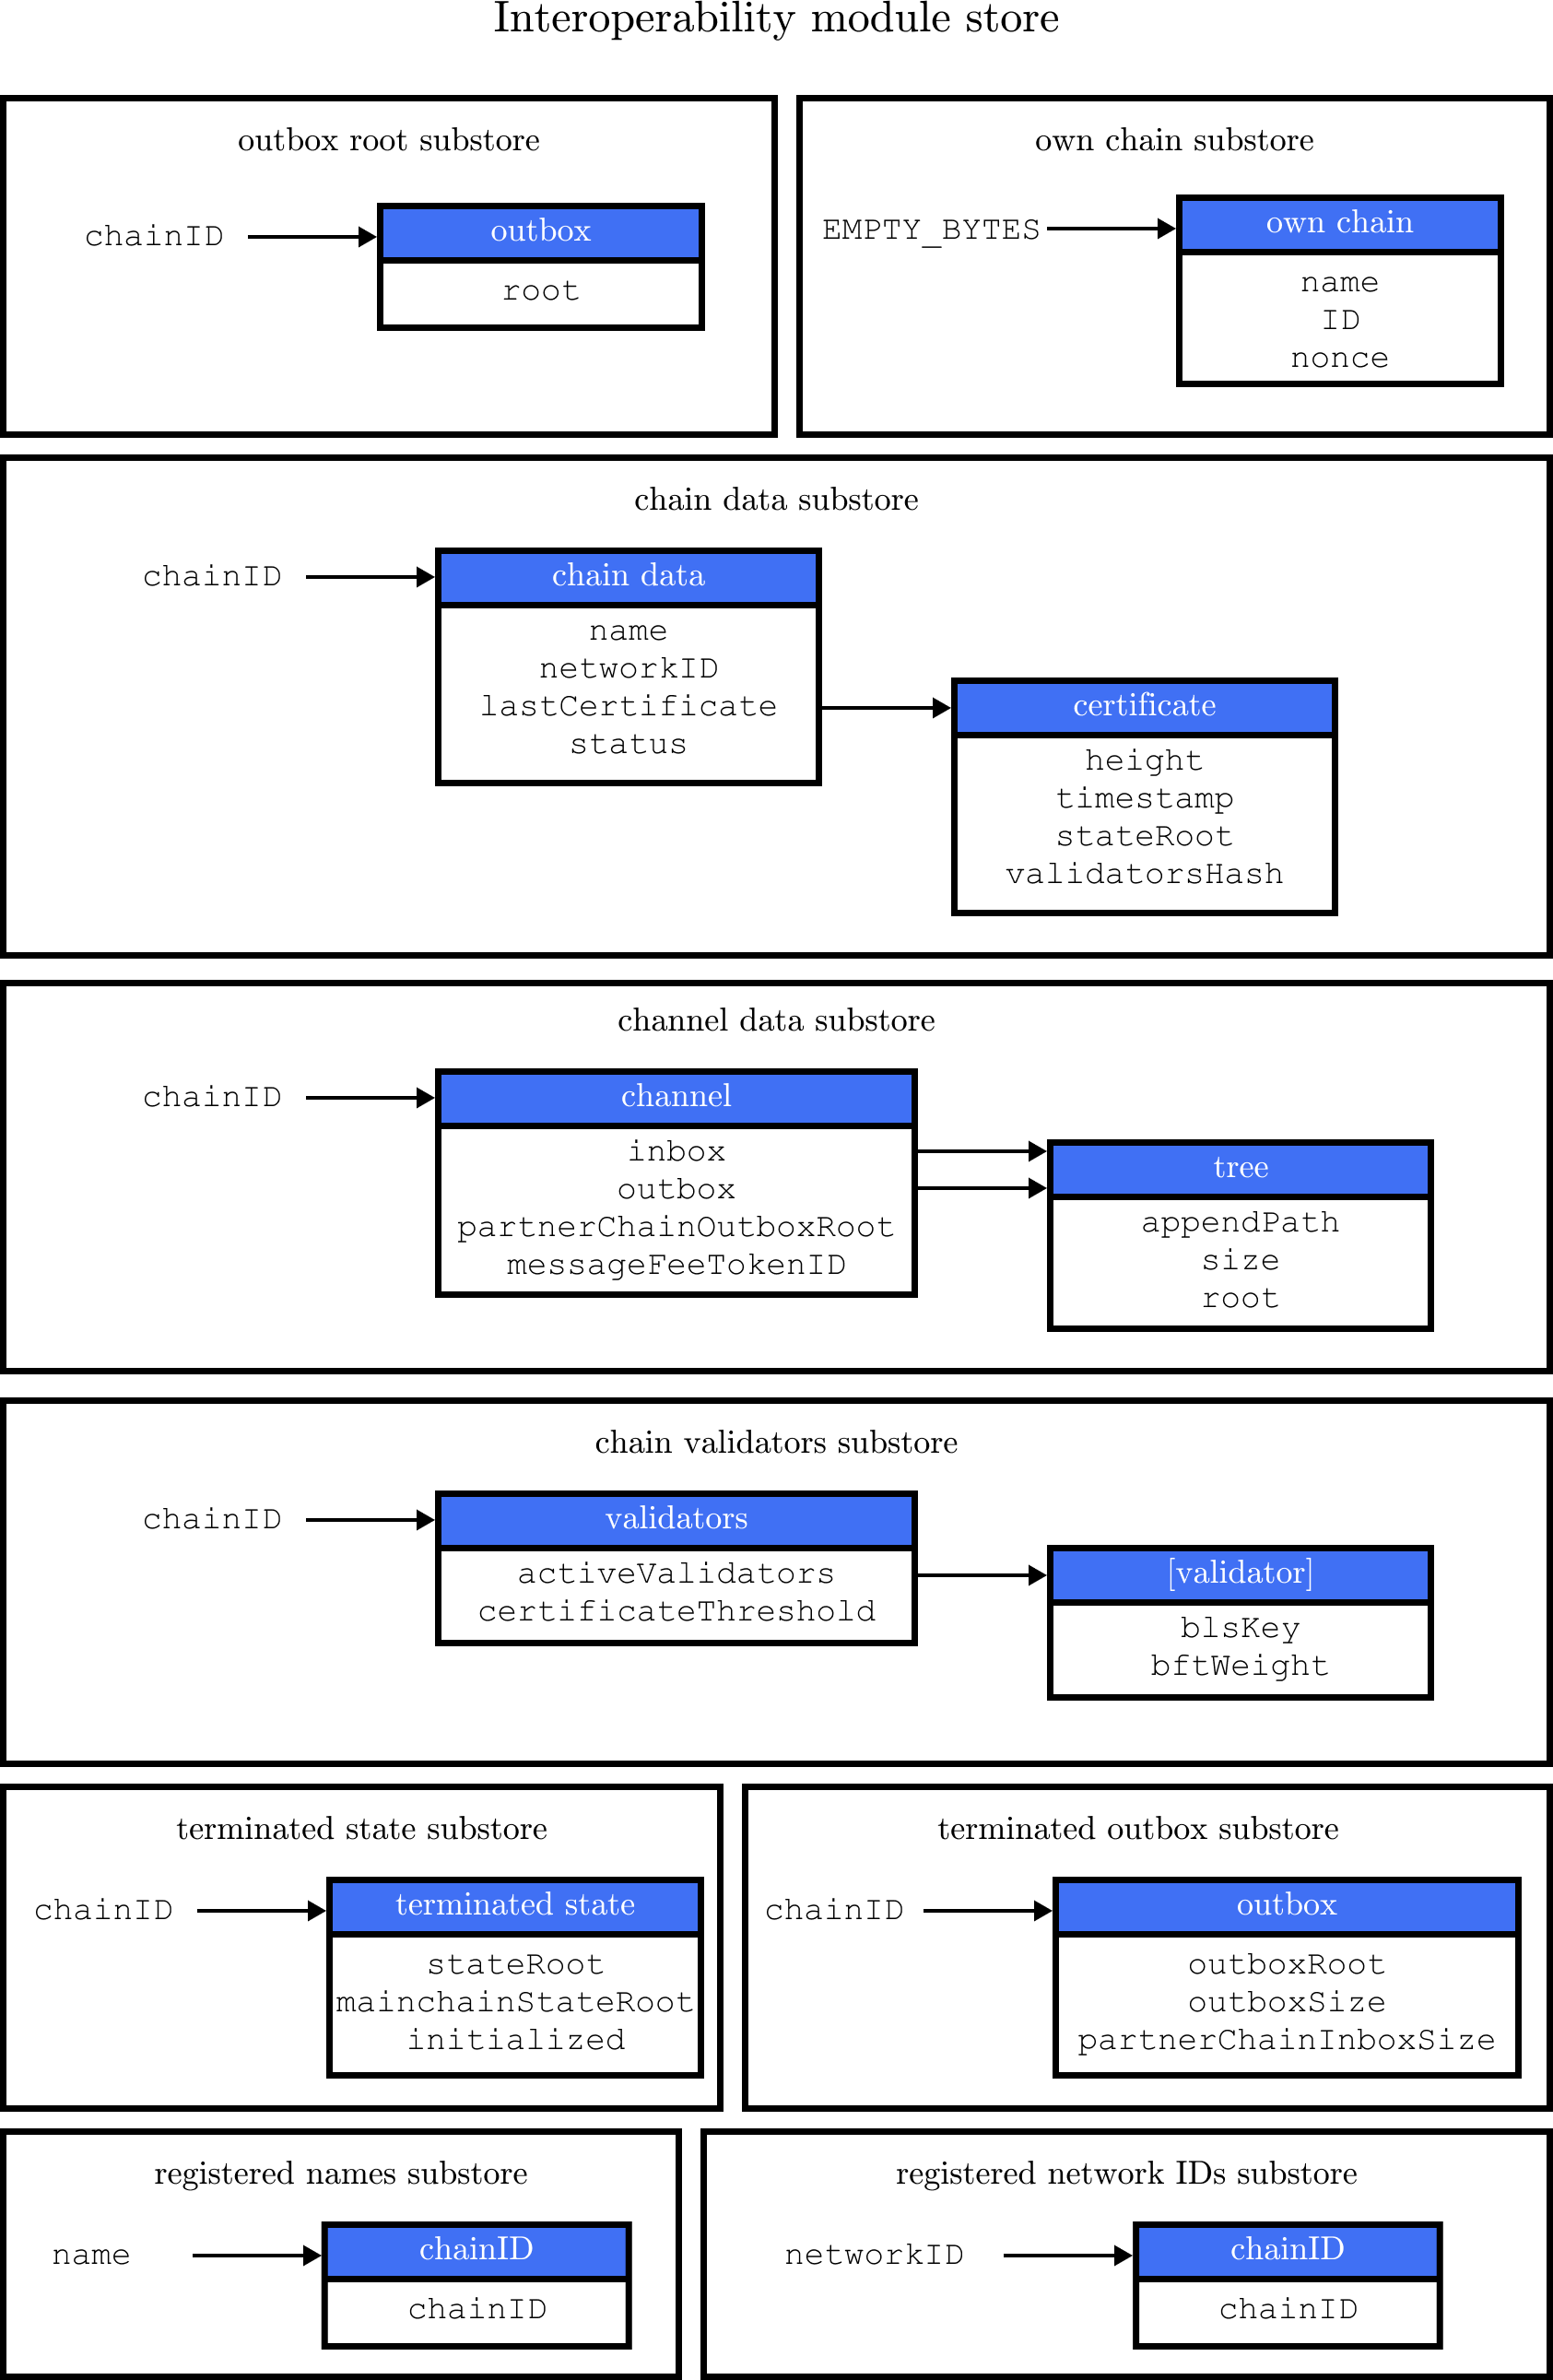 Interoperability module store
outbox root substore
chainID
outbox
root
own chain substore
EMPTY_BYTES
own chain
name
ID
nonce
chain data substore
chainID
chain data
name
networkID
lastCertificate
status
certificate
height
timestamp
stateRoot
validatorsHash
channel data substore
chainID
channel
inbox
outbox
partnerChainOutboxRoot
messageFeeTokenID
tree
appendPath
size
root
chain validators substore
chainID
validators
activeValidators
certificateThreshold
[validator]
blsKey
bftWeight
terminated state substore
chainID
terminated state
stateRoot
mainchainStateRoot
initialized
terminated outbox substore
chainID
outbox
outboxRoot
outboxSize
partnerChainInboxSize
registered names substore
name
chainID
chainID
registered network IDs substore
networkID
chainID
chainID